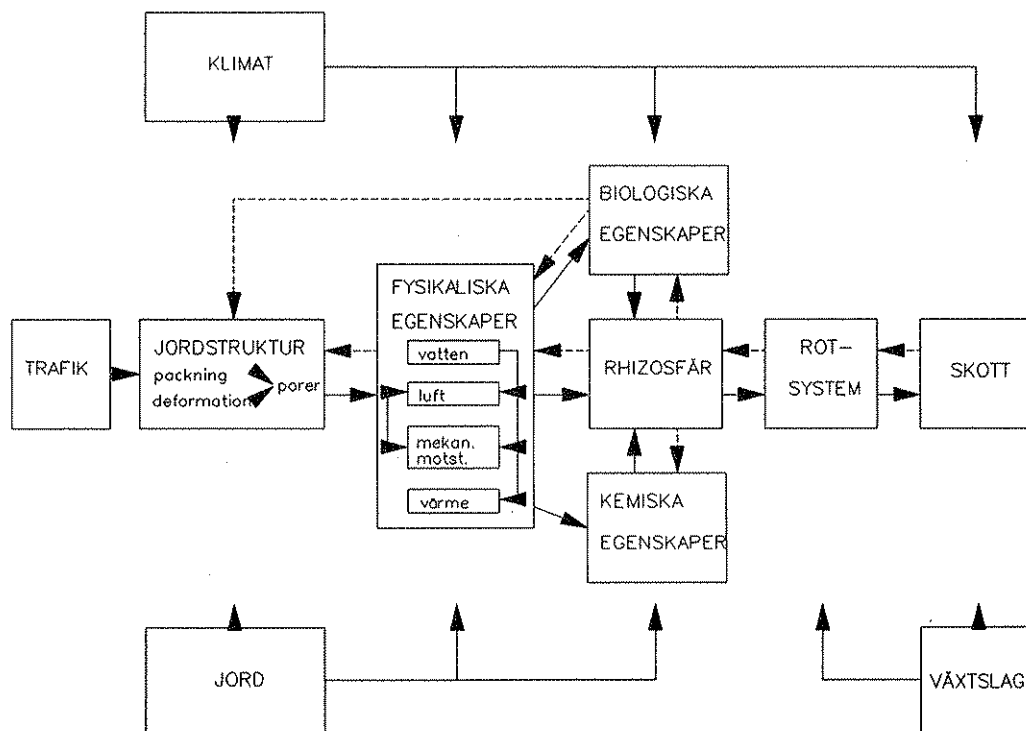 KLIMAT
BIOLOGISKA
EGENSKAPER
FYSIKALISKA
EGENSKAPER
vatten
luft
mekan.
motst.
värme
TRAFIK
JORDSTRUKTUR
packning
deformation
porer
RHIZOSFÄR
ROT-
SYSTEM
SKOTT
KEMISKA
EGENSKAPER
JORD
VÄXTSLAG